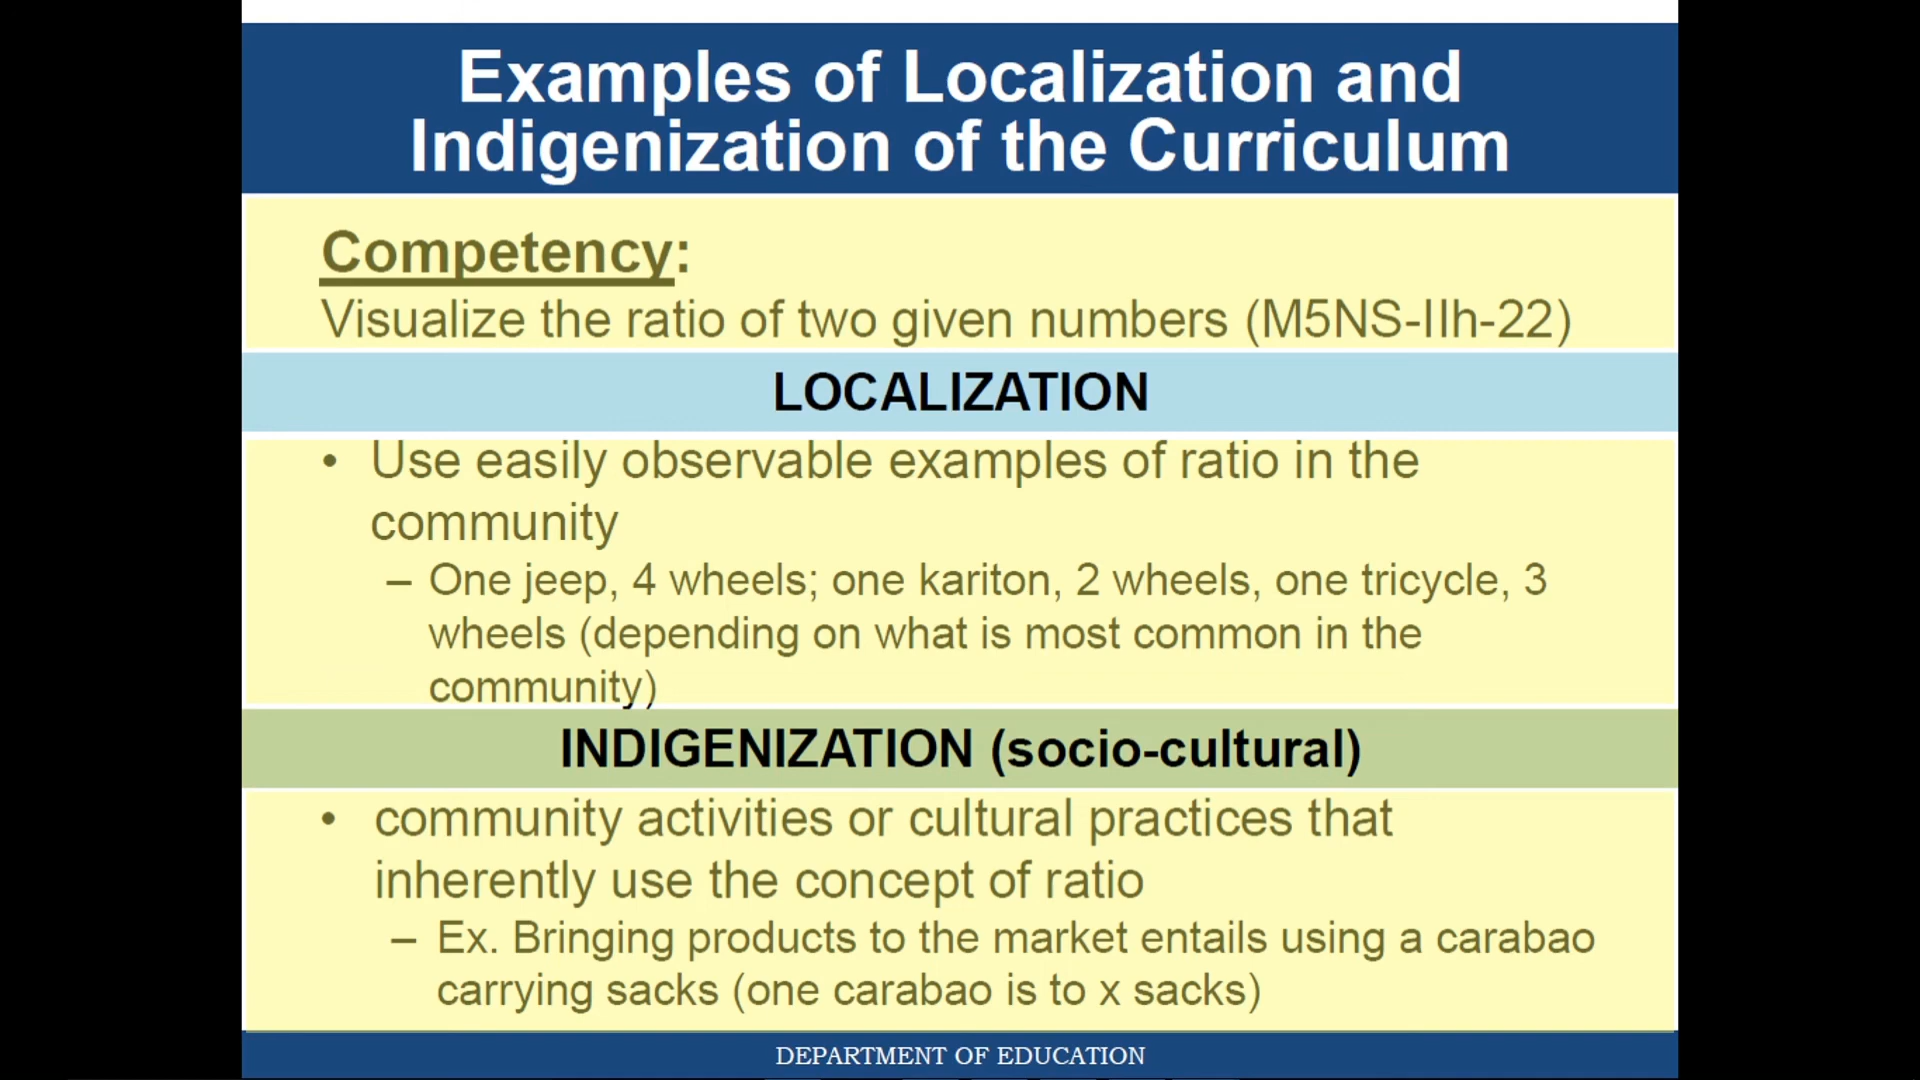 Examples of Localization and
Indigenization of the Curriculum
Competency:
Visualize the ratio of two given numbers (M5NS-IIh-22)
LOCALIZATION
• Use easily observable examples of ratio in the
community
– One jeep, 4 wheels; one kariton, 2 wheels, one tricycle, 3
wheels (depending on what is most common in the
community)
INDIGENIZATION (socio-cultural)
• community activities or cultural practices that
inherently use the concept of ratio
– Ex. Bringing products to the market entails using a carabao
carrying sacks (one carabao is to x sacks)
DEPARTMENT OF EDUCATION